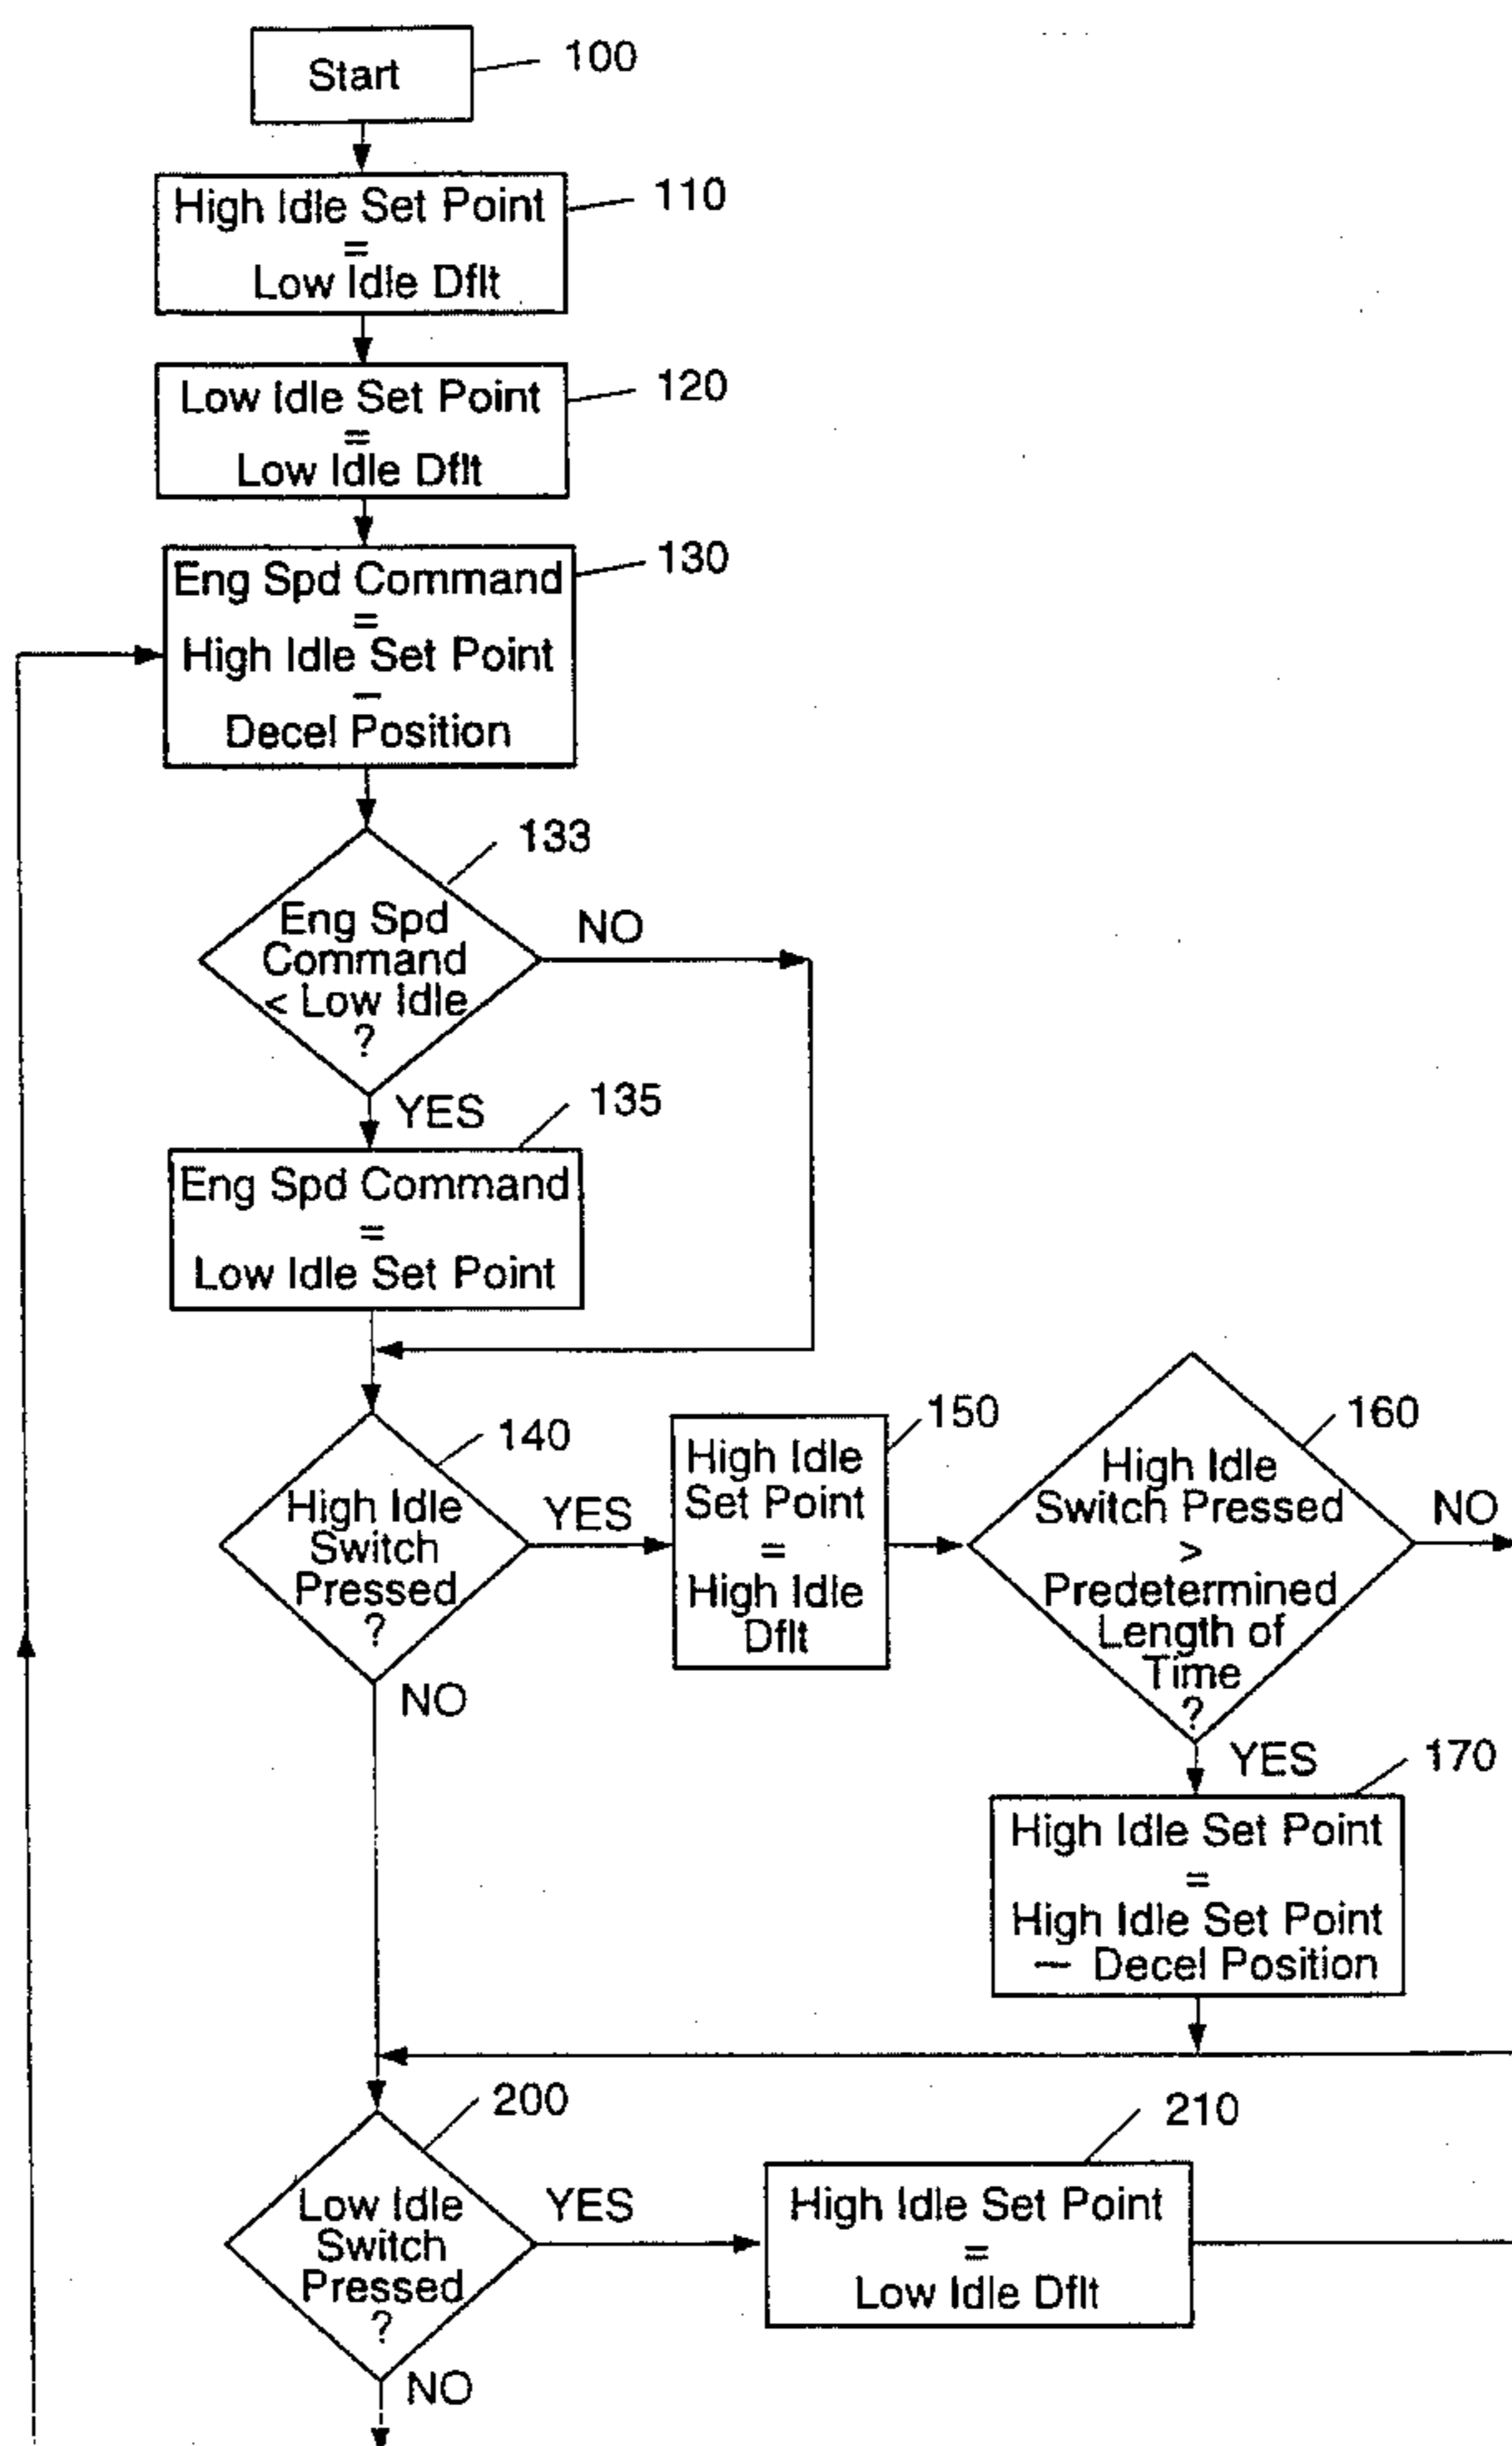 Start
100
High Idle Set Point
=
Low Idle Dflt
110
Low Idle Set Point
=
Low Idle Dflt
120
Eng Spd Command
=
High Idle Set Point
–
Decel Position
130
133
Eng Spd
Command
< Low Idle
?
NO
YES
135
Eng Spd Command
=
Low Idle Set Point
140
High Idle
Switch
Pressed
?
YES
NO
150
High Idle
Set Point
=
High Idle
Dflt
160
High Idle
Switch Pressed
>
Predetermined
Length of
Time
?
NO
YES
170
High Idle Set Point
=
High Idle Set Point
– Decel Position
200
Low Idle
Switch
Pressed
?
YES
NO
210
High Idle Set Point
=
Low Idle Dflt